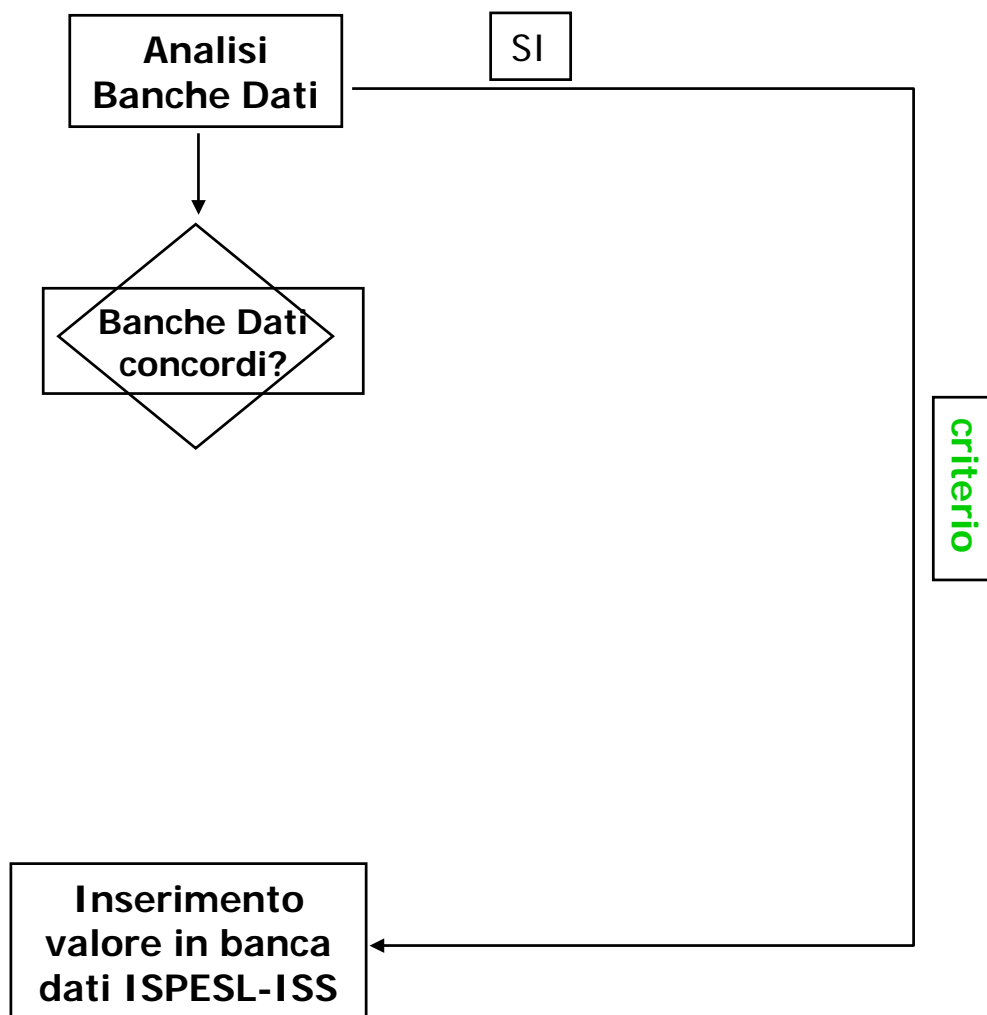 Analisi
Banche Dati
SI
Banche Dati
concordi?
criterio
Inserimento
valore in banca
dati ISPESL-ISS